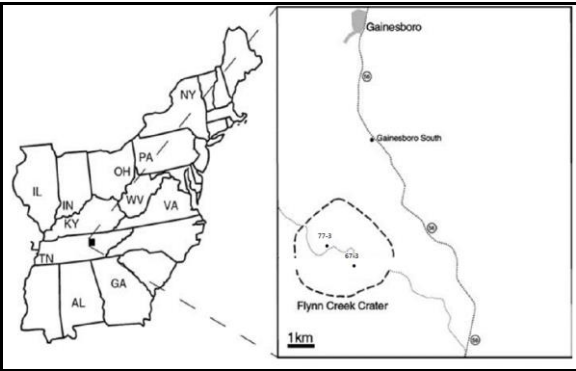 NY
PA
OH
IL
IN
WV
VA
KY
TN
GA
AL
Gainesboro
56
Gainesboro South
56
77-3
67-3
Flynn Creek Crater
1km
56